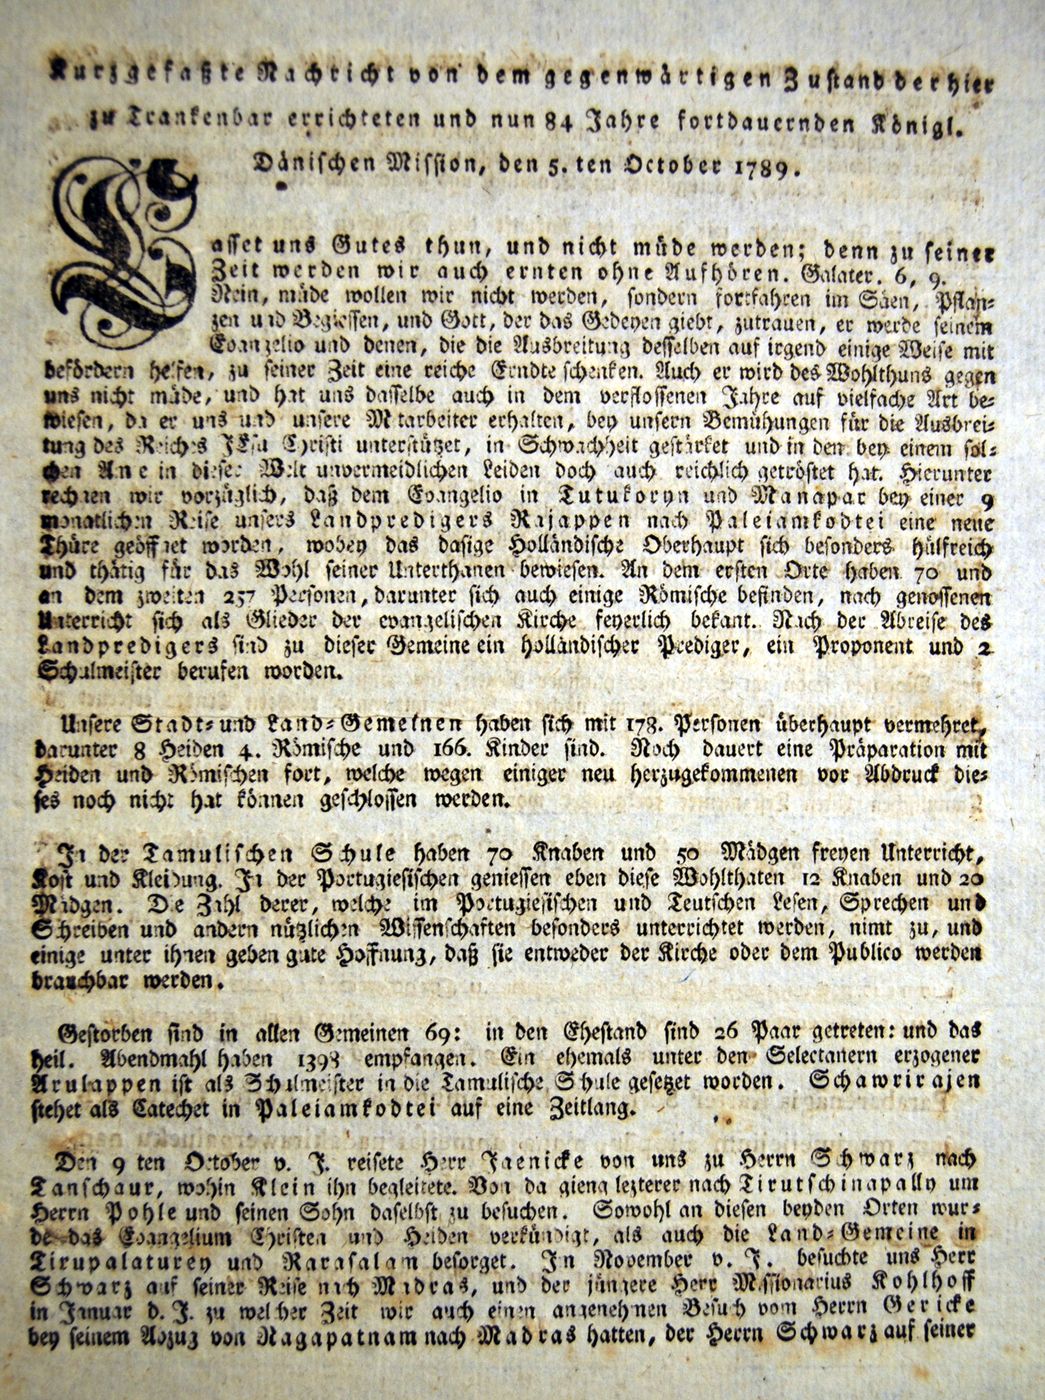 Kurzgefaßte Nachricht von dem gegenwärtigen Zustand der hier
zu Trankenbar errichteten und nun 84 Jahre fortdauernden Königl.
Dänischen Mission, den 5.ten October 1789.
Lasset uns Gutes thun, und nicht müde werden; denn zu seiner
Zeit werden wir auch ernten ohne Aufhören. Galater. 6, 9.
Nein, müde wollen wir nicht werden, sondern fortfahren im Säen, Pflan-
zen und Begiessen, und Gott, der das Gedeyen giebt, zutrauen, er werde seinem
Evangelio und denen, die die Ausbreitung desselben auf irgend einige Weise mit
befördern helfen, zu seiner Zeit eine reiche Erndte schenken. Auch er wird des Wohlthuns gegen
uns nicht müde, und hat uns dasselbe auch in dem verflossenen Jahre auf vielfache Art be-
wiesen, da er uns und unsere Mitarbeiter erhalten, bey unsern Bemühungen für die Ausbrei-
tung des Reiches JEsu Christi unterstützet, in Schwachheit gestärket und in den bey einem sol-
chen Amte in dieser Welt unvermeidlichen Leiden doch auch reichlich getröstet hat. Hierunter
rechnen wir vorzüglich, daß dem Evangelio in Tutukoryn und Manapar bey einer 9
monatlichen Reise unsers Landpredigers Rajappen nach Paleiamkodtei eine neue
Thüre geöffnet worden, wobey das dasige Holländische Oberhaupt sich besonders hülfreich
und thätig für das Wohl seiner Unterthanen bewiesen. An dem ersten Orte haben 70 und
an dem zweiten 257 Personen, darunter sich auch einige Römische befinden, nach genossenen
Unterricht sich als Glieder der evangelischen Kirche feyerlich bekant. Nach der Abreise des
Landpredigers sind zu dieser Gemeine ein Holländischer Prediger, ein Proponent und 2
Schulmeister berufen worden.
Unsere Stadt- und Land-Gemeinen haben sich mit 178. Personen überhaupt vermehret,
darunter 8 Heiden 4. Römische und 166. Kinder sind. Noch dauert eine Präparation mit
Heiden und Römischen fort, welche wegen einiger neu herzugekommenen vor Abdruck die-
ses noch nicht hat können geschlossen werden.
In der Tamulischen Schule haben 70 Knaben und 50 Mädgen freyen Unterricht,
Kost und Kleidung. In der Portugiesischen geniessen eben diese Wohlthaten 12 Knaben und 20
Mädgen. Die Zahl derer, welche im Portugiesischen und Teutschen Lesen, Sprechen und
Schreiben und andern nützlichen Wissenschaften besonders unterrichtet werden, nimt zu, und
einige unter ihnen geben gute Hoffnung, daß sie entweder der Kirche oder dem Publico werden
brauchbar werden.
Gestorben sind in allen Gemeinen 69: in den Ehestand sind 26 Paar getreten: und das
heil. Abendmahl haben 1398 empfangen. Ein ehemals unter den Selectanern erzogener
Arulappen ist als Schulmeister in die Tamulische Schule gesetzet worden. Schawrirajen
stehet als Catechet in Paleiamkodtei auf eine Zeitlang.
Den 9 ten October v. J. reisete Herr Jaenicke von uns zu Herrn Schwarz nach
Tanschaur, wohin Klein ihn begleitete. Von da gieng lezterer nach Tirutschinapally um
Herrn Pohle und seinen Sohn daselbst zu besuchen. Sowohl an diesen beyden Orten wur-
de das Evangelium Christen und Heiden verkündigt, als auch die Land-Gemeine in
Tirupalaturey und Rarasalan besorget. In November v. J. besuchte uns Herr
Schwarz auf seiner Reise nach Madras, und der jüngere Herr Missionarius Kohlhoff
in Januar d. J. zu welcher Zeit wir auch einen angenehmen Besuch vom Herrn Gericke
bey seinem Abzug von Nagapatnam nach Madras hatten, der Herrn Schwarz auf seiner